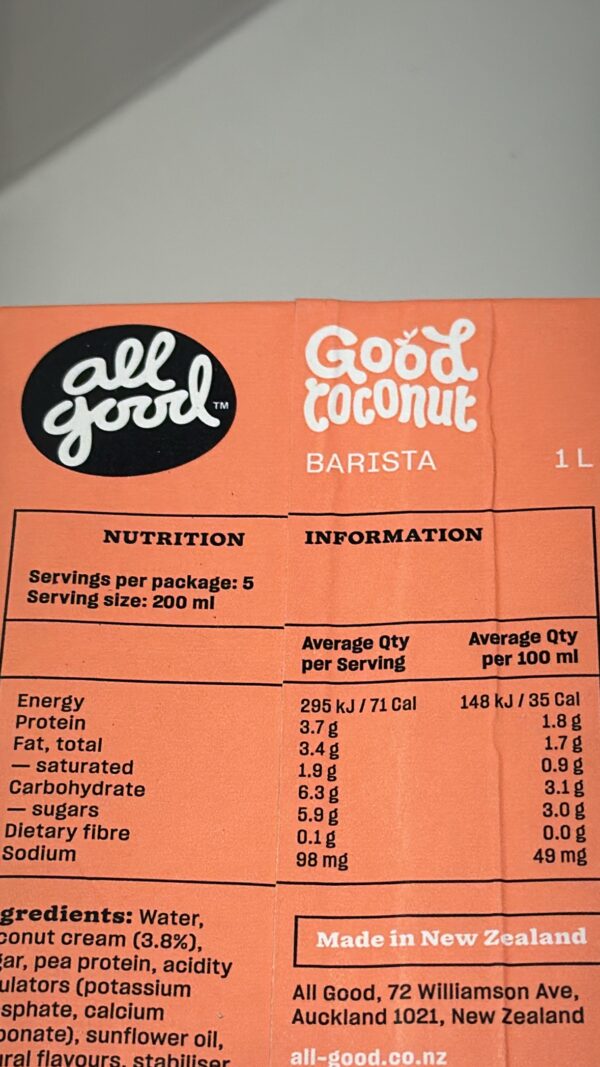 all
good™
Good
coconut
BARISTA 1 L
NUTRITION INFORMATION
Servings per package: 5
Serving size: 200 ml
Average Qty per Serving
Average Qty per 100 ml
Energy 295 kJ / 71 Cal 148 kJ / 35 Cal
Protein 3.7 g 1.8 g
Fat, total 3.4 g 1.7 g
— saturated 1.9 g 0.9 g
Carbohydrate 6.3 g 3.1 g
— sugars 5.9 g 3.0 g
Dietary fibre 0.1 g 0.0 g
Sodium 98 mg 49 mg
gredients: Water,
conut cream (3.8%),
gar, pea protein, acidity
ulators (potassium
sphate, calcium
bonate), sunflower oil,
ural flavours, stabiliser
Made in New Zealand
All Good, 72 Williamson Ave,
Auckland 1021, New Zealand
all-good.co.nz